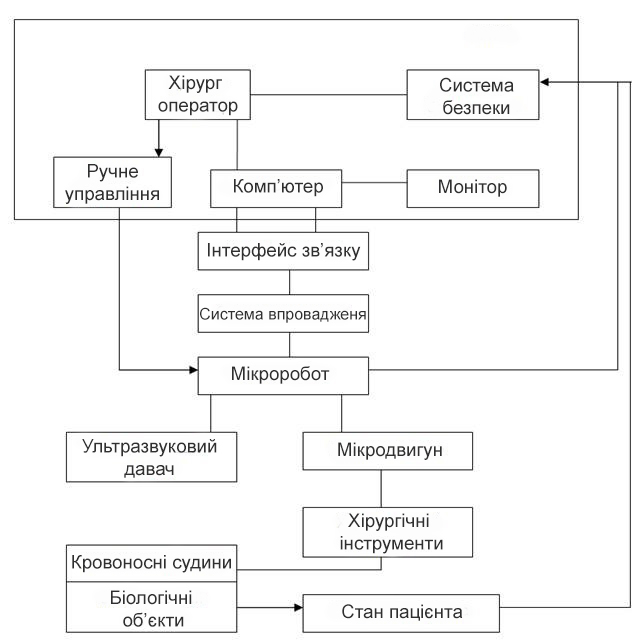 Хірург
оператор
Система
безпеки
Ручне
управління
Комп’ютер
Монітор
Інтерфейс зв’язку
Система впровадженя
Мікроробот
Ультразвуковий
давач
Мікродвигун
Хірургічні
інструменти
Кровоносні судини
Біологічні
об’єкти
Стан пацієнта